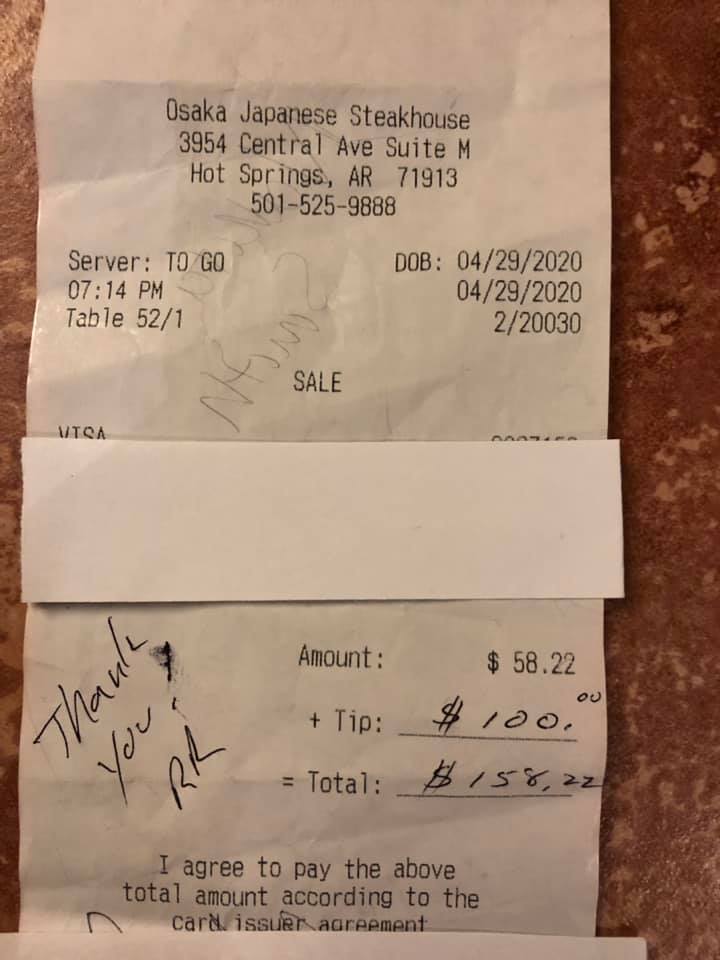 Osaka Japanese Steakhouse
3954 Central Ave Suite M
Hot Springs, AR 71913
501-525-9888
Server: TO GO DOB: 04/29/2020
07:14 PM 04/29/2020
Table 52/1 2/20030
SALE
VISA
Thank
You!
RR
Amount: $ 58.22
+ Tip: $ 100.00
= Total: $ 158.22
I agree to pay the above
total amount according to the
card issuer agreement